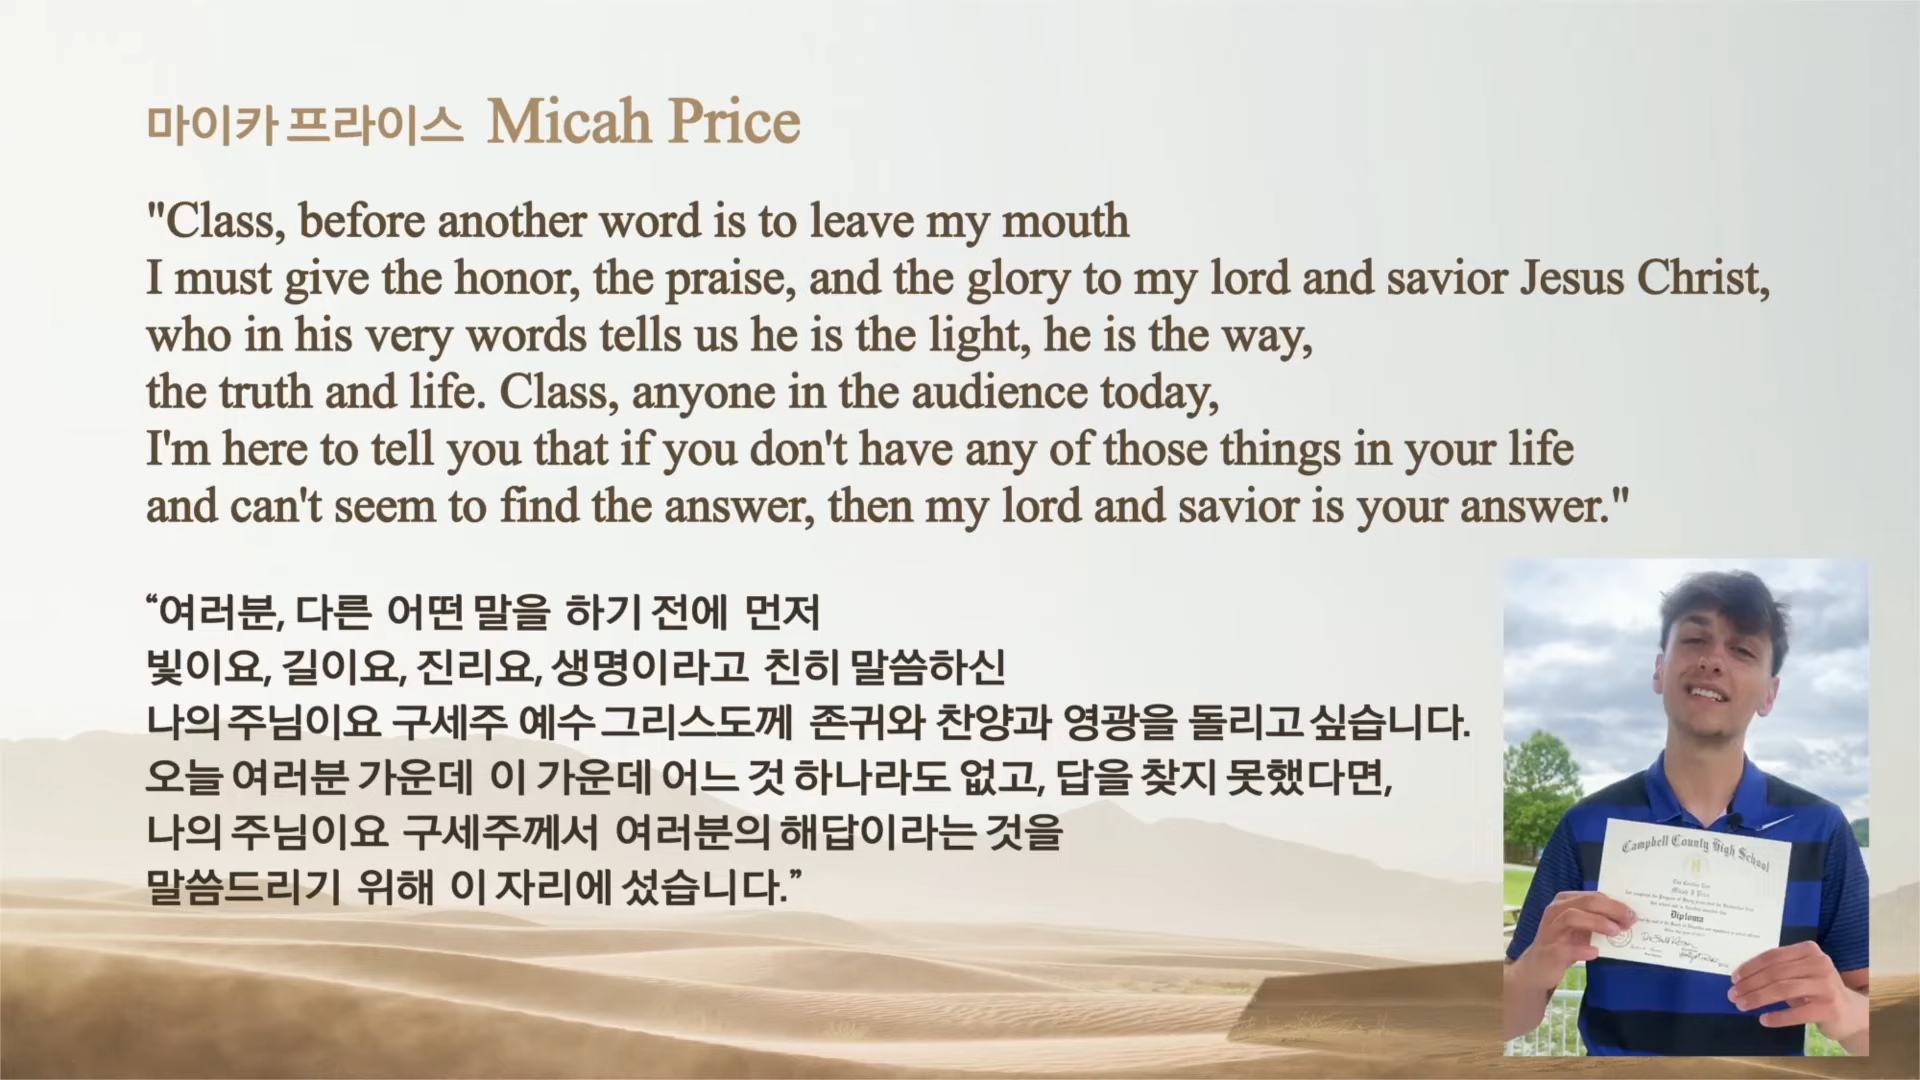 마이카 프라이스 Micah Price
"Class, before another word is to leave my mouth
I must give the honor, the praise, and the glory to my lord and savior Jesus Christ,
who in his very words tells us he is the light, he is the way,
the truth and life. Class, anyone in the audience today,
I'm here to tell you that if you don't have any of those things in your life
and can't seem to find the answer, then my lord and savior is your answer."
“여러분, 다른 어떤 말을 하기 전에 먼저
빛이요, 길이요, 진리요, 생명이라고 친히 말씀하신
나의 주님이요 구세주 예수 그리스도께 존귀와 찬양과 영광을 돌리고 싶습니다.
오늘 여러분 가운데 이 가운데 어느 것 하나라도 없고, 답을 찾지 못했다면,
나의 주님이요 구세주께서 여러분의 해답이라는 것을
말씀드리기 위해 이 자리에 섰습니다.”
Campbell County High School
Diploma